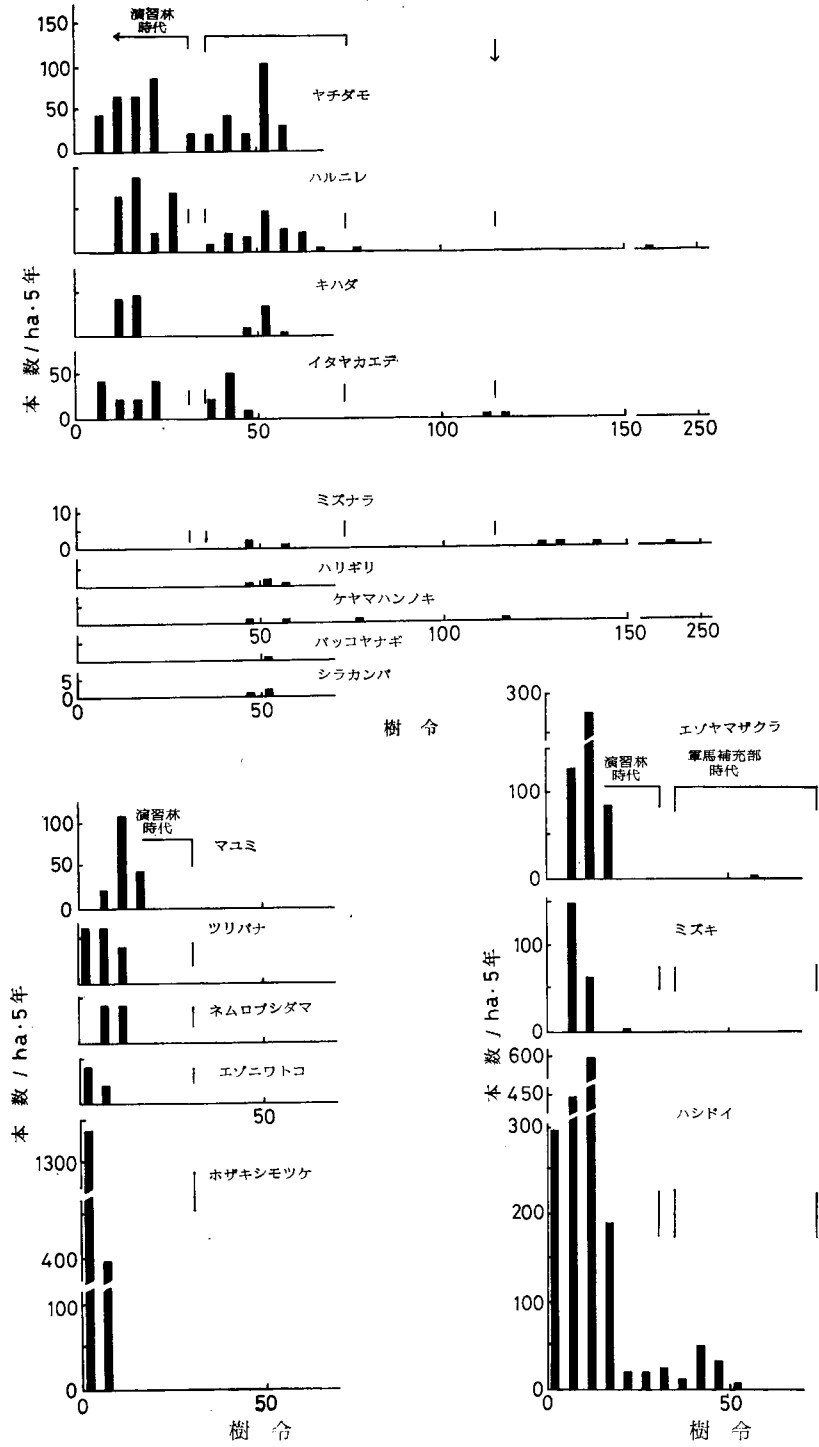 150
演習林
時代
100
ヤチダモ
50
0
ハルニレ
キハダ
イタヤカエデ
50
0
0
50
100
150
250
本 数 / ha・5年
ミズナラ
10
0
ハリギリ
ケヤマハンノキ
50
100
150
250
バッコヤナギ
シラカンバ
5
0
0
50
樹 令
300
エゾヤマザクラ
演習林
時代
軍馬補充部
時代
100
0
ミズキ
100
0
本 数 / ha・5年
600
450
ハシドイ
300
200
100
0
0
50
樹 令
100
演習林
時代
マユミ
50
0
ツリバナ
ネムロブシダマ
エゾニワトコ
50
本 数 / ha・5年
1300
ホザキシモツケ
400
100
0
0
50
樹 令